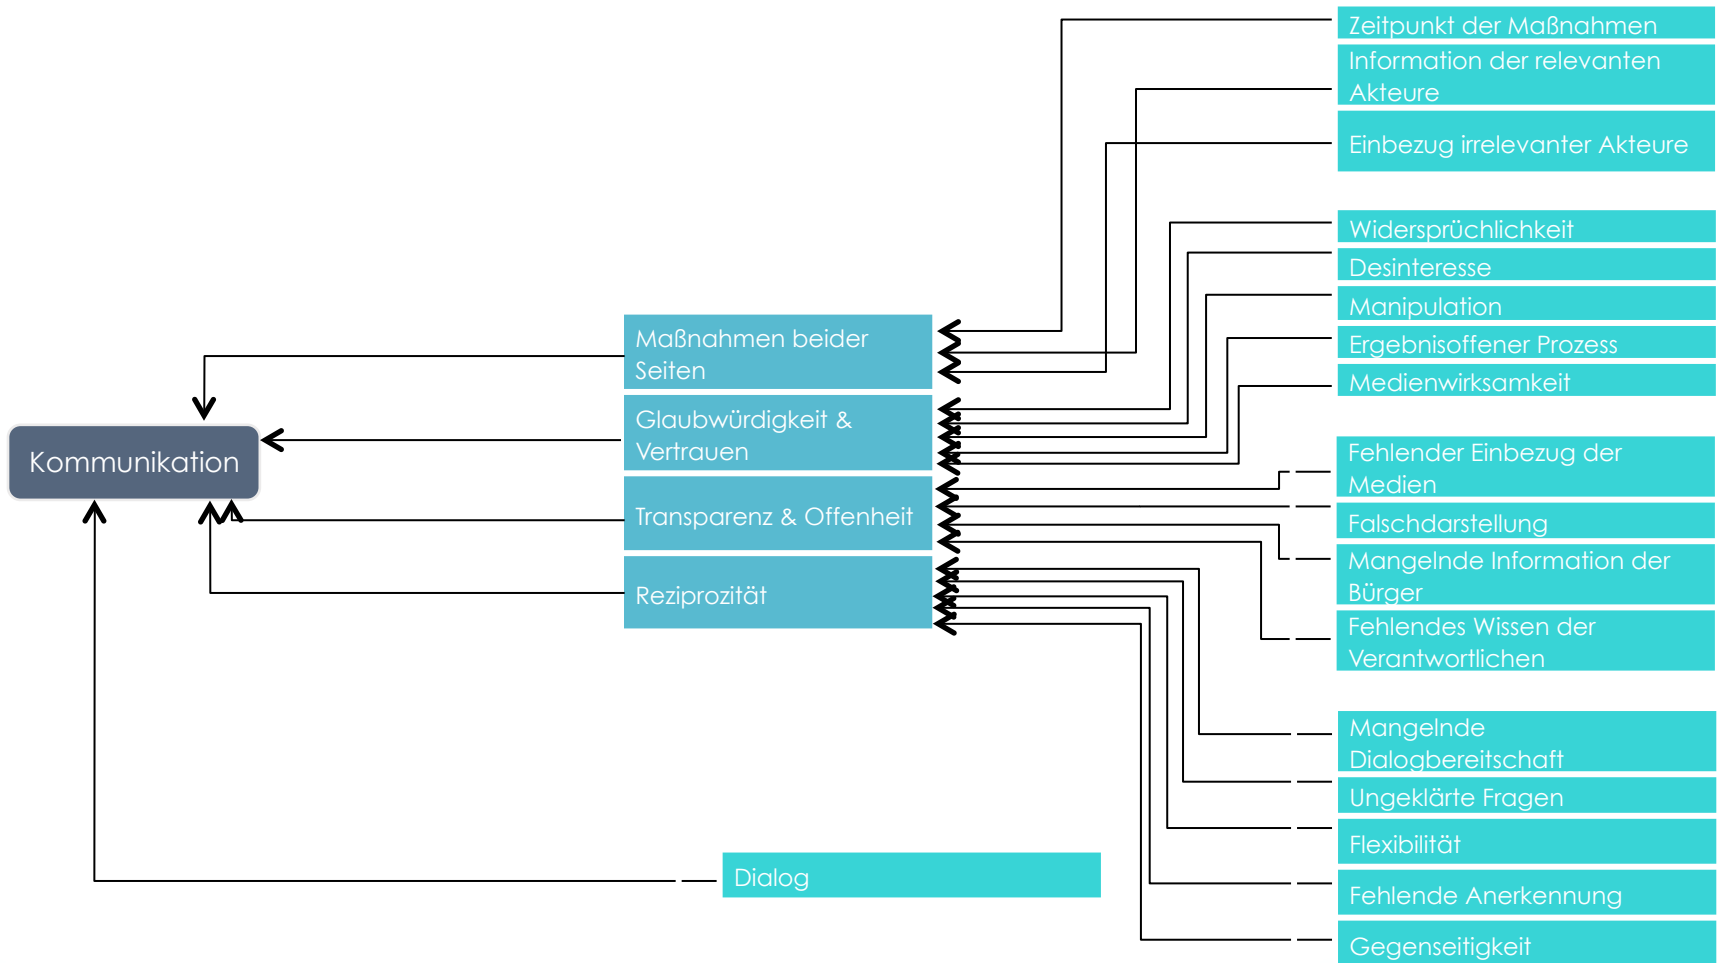 Kommunikation
Maßnahmen beider
Seiten
Glaubwürdigkeit &
Vertrauen
Transparenz & Offenheit
Reziprozität
Dialog
Zeitpunkt der Maßnahmen
Information der relevanten
Akteure
Einbezug irrelevanter Akteure
Widersprüchlichkeit
Desinteresse
Manipulation
Ergebnisoffener Prozess
Medienwirksamkeit
Fehlender Einbezug der
Medien
Falschdarstellung
Mangelnde Information der
Bürger
Fehlendes Wissen der
Verantwortlichen
Mangelnde
Dialogbereitschaft
Ungeklärte Fragen
Flexibilität
Fehlende Anerkennung
Gegenseitigkeit